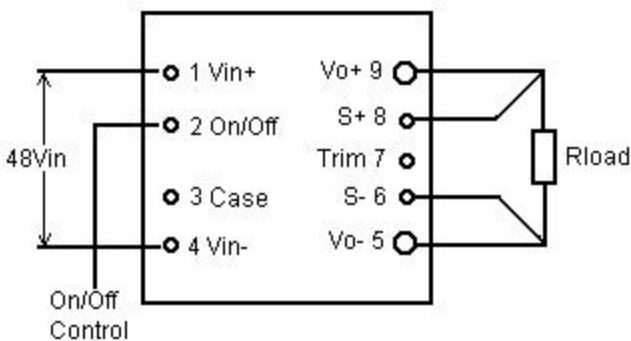 1 Vin+
Vo+ 9
2 On/Off
S+ 8
48Vin
Trim 7
Rload
3 Case
S- 6
4 Vin-
Vo- 5
On/Off
Control